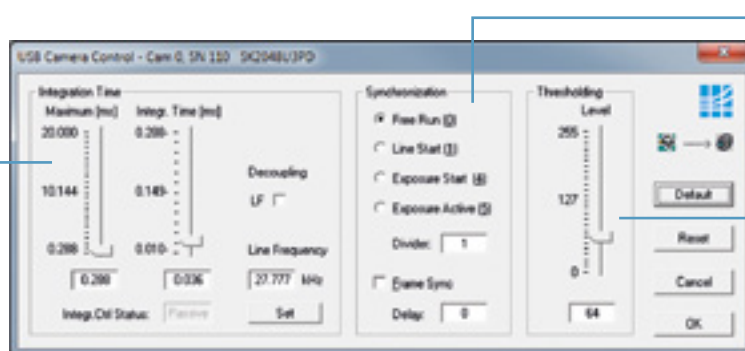 USB Camera Control - Cam 0, SN 110 SK2048U3PD
Integration Time
Maximum [ms] Integr. Time [ms]
20.000 0.288
10.144 0.149
0.288 0.010
0.288 0.036
Decoupling
LF
Line Frequency
27.777 kHz
Integr.Ctrl Status: Passive
Set
Synchronization
Free Run (0)
Line Start (1)
Exposure Start (4)
Exposure Active (5)
Divider: 1
Frame Sync
Delay: 0
Thresholding
Level
255
127
0
64
Default
Reset
Cancel
OK